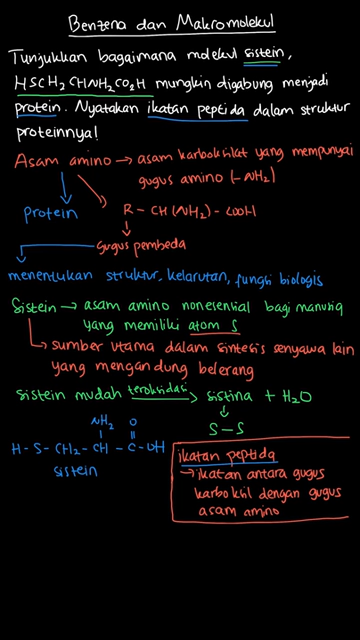 Benzena dan Makromolekul
Tunjukkan bagaimana molekul sistein,
HSCH2CHNH2CO2H mungkin digabung menjadi
protein. Nyatakan ikatan peptida dalam struktur
proteinnya!
Asam amino → asam karboksilat yang mempunyai
gugus amino (-NH2)
protein R - CH(NH2) - COOH
gugus pembeda
menentukan struktur, kelarutan, fungsi biologis
Sistein → asam amino nonesensial bagi manusia
yang memiliki atom S
sumber utama dalam sintesis senyawa lain
yang mengandung belerang
sistein mudah teroksidasi > sistina + H2O
S-S
NH2 O
H-S-CH2-CH-C-OH
sistein
ikatan peptida
→ ikatan antara gugus
karboksil dengan gugus
asam amino